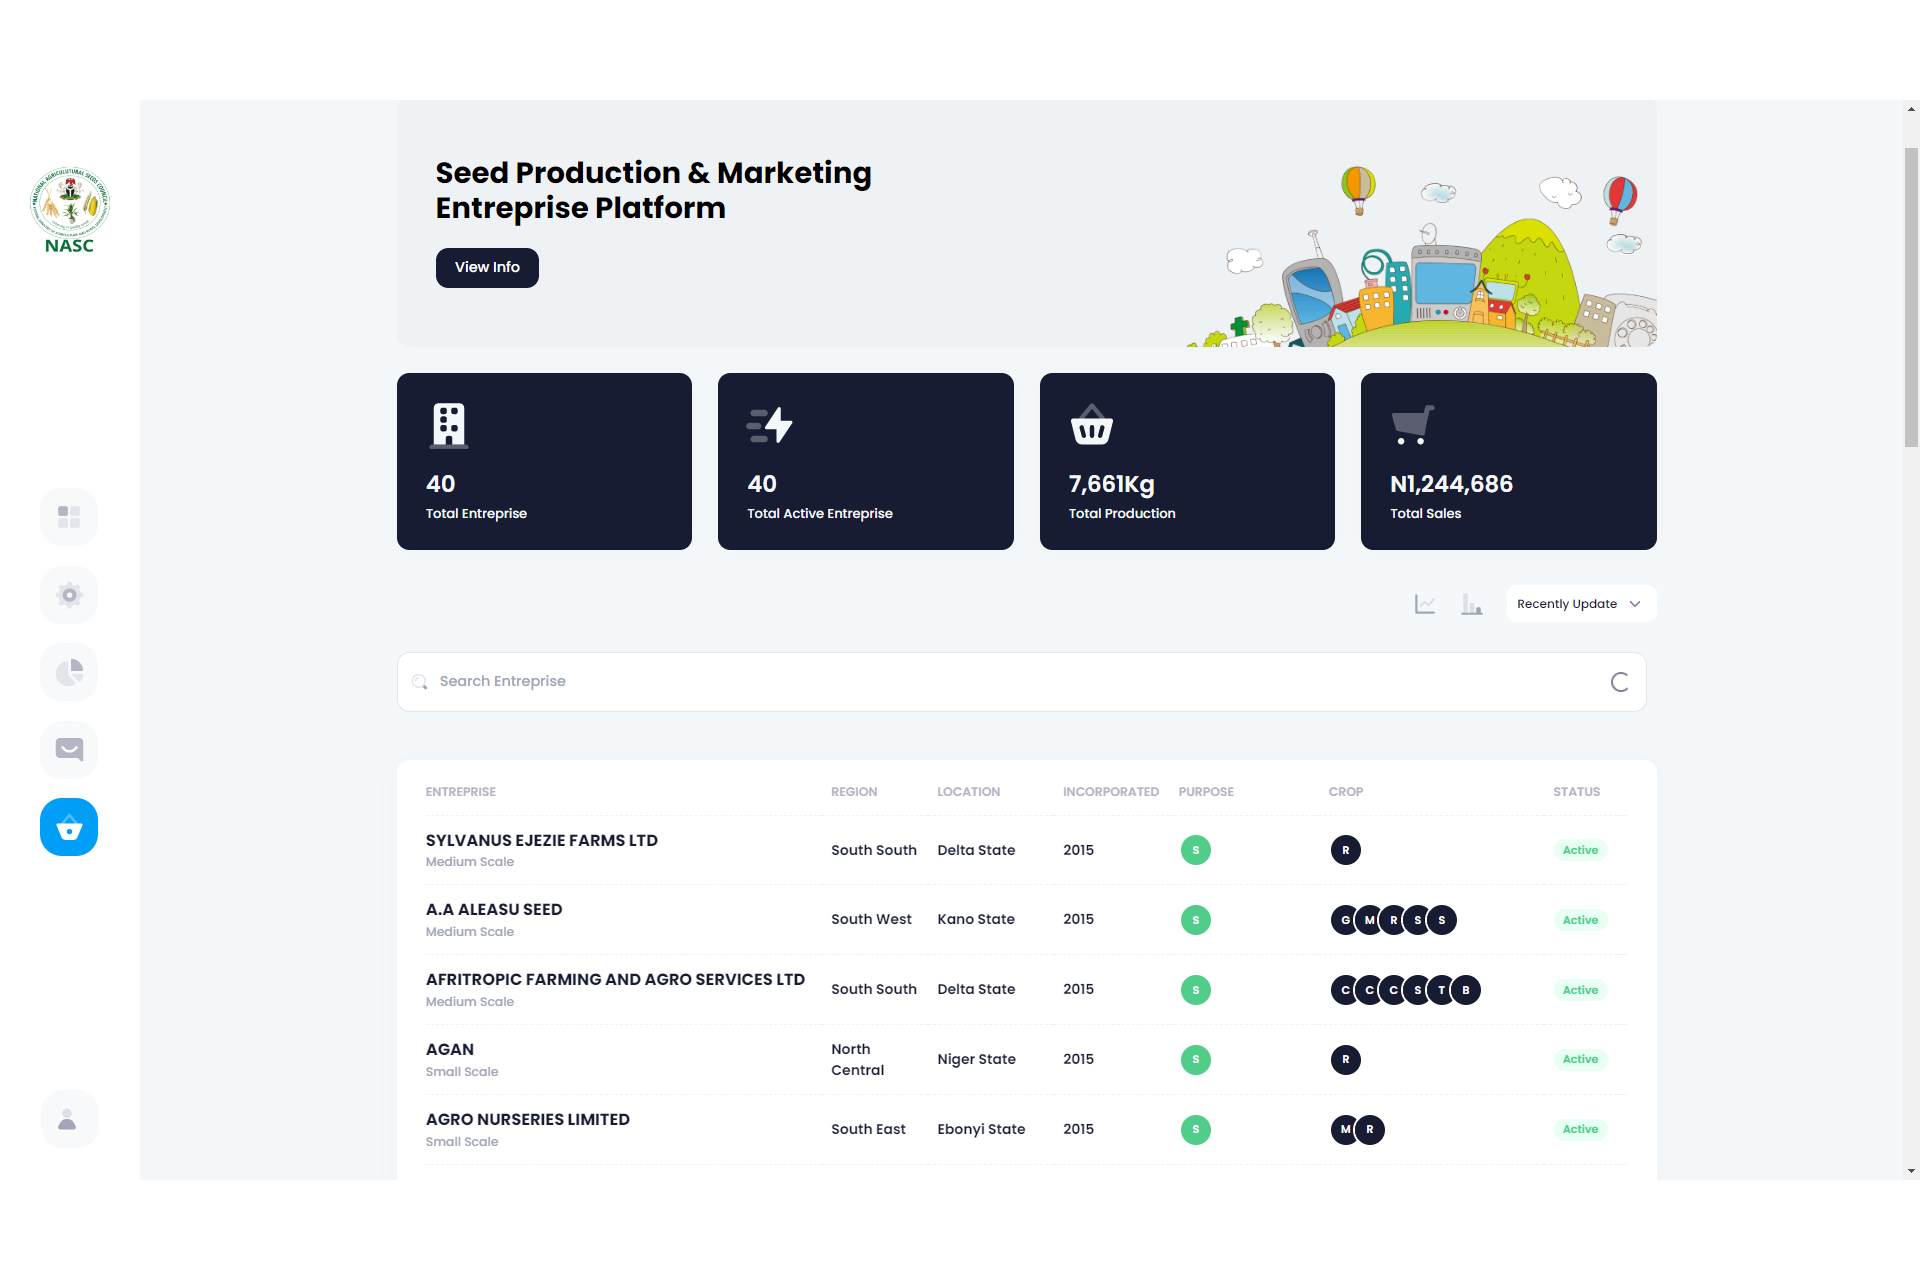 NATIONAL AGRICULUTURAL SEEDS COUNCIL
NASC
Seed Production & Marketing
Entreprise Platform
View Info
40
Total Entreprise
40
Total Active Entreprise
7,661Kg
Total Production
N1,244,686
Total Sales
Recently Update
Search Entreprise
ENTREPRISE REGION LOCATION INCORPORATED PURPOSE CROP STATUS
SYLVANUS EJEZIE FARMS LTD
Medium Scale
South South Delta State 2015 S R Active
A.A ALEASU SEED
Medium Scale
South West Kano State 2015 S G M R S S Active
AFRITROPIC FARMING AND AGRO SERVICES LTD
Medium Scale
South South Delta State 2015 S C C C S T B Active
AGAN
Small Scale
North
Central
Niger State 2015 S R Active
AGRO NURSERIES LIMITED
Small Scale
South East Ebonyi State 2015 S M R Active